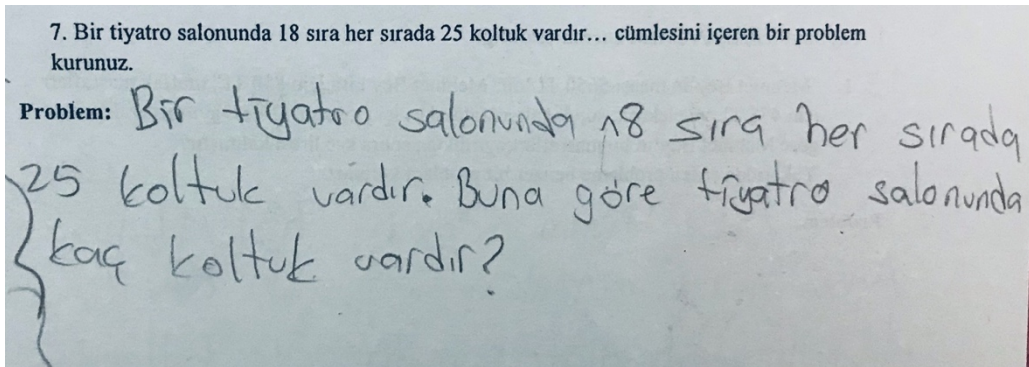 7. Bir tiyatro salonunda 18 sıra her sırada 25 koltuk vardır... cümlesini içeren bir problem
kurunuz.
Problem: Bir tiyatro salonunda 18 sıra her sırada
25 koltuk vardır. Buna göre tiyatro salonunda
kaç koltuk vardır?